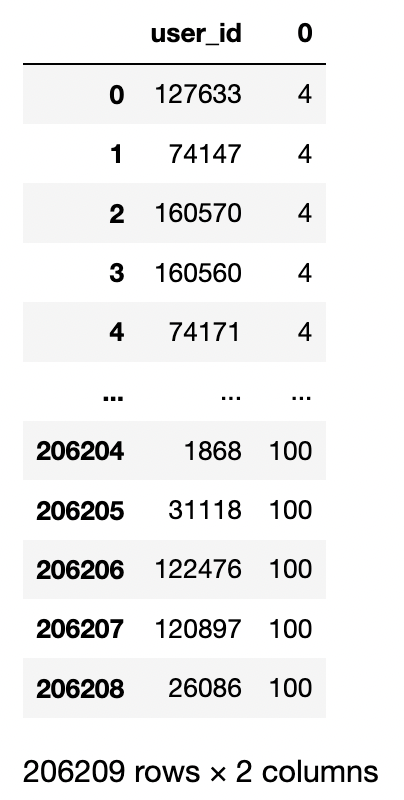 user_id 0
0 127633 4
1 74147 4
2 160570 4
3 160560 4
4 74171 4
... ... ...
206204 1868 100
206205 31118 100
206206 122476 100
206207 120897 100
206208 26086 100
206209 rows × 2 columns